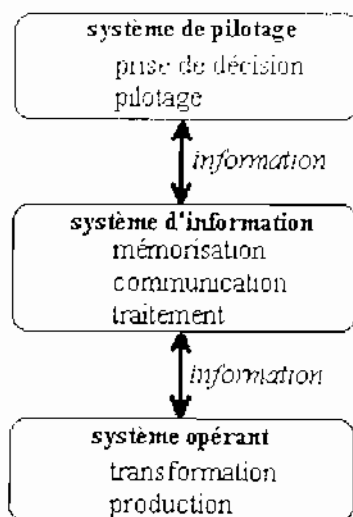 système de pilotage
prise de décision
pilotage
information
système d'information
mémorisation
communication
traitement
information
système opérant
transformation
production